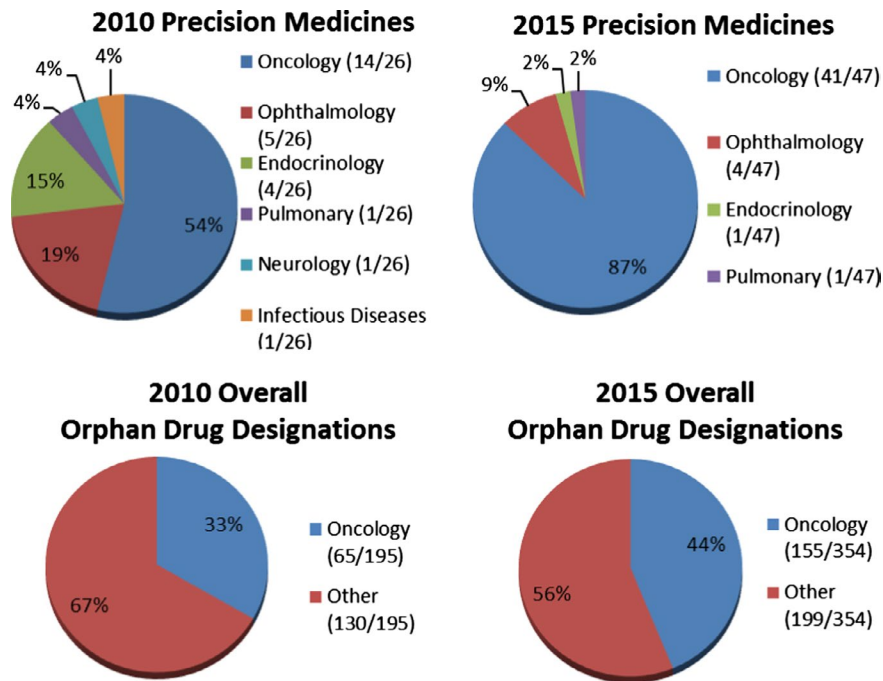 2010 Precision Medicines
4%
4%
4%
15%
19%
54%
Oncology (14/26)
Ophthalmology
(5/26)
Endocrinology
(4/26)
Pulmonary (1/26)
Neurology (1/26)
Infectious Diseases
(1/26)
2015 Precision Medicines
9%
2%
2%
87%
Oncology (41/47)
Ophthalmology
(4/47)
Endocrinology
(1/47)
Pulmonary (1/47)
2010 Overall
Orphan Drug Designations
33%
67%
Oncology
(65/195)
Other
(130/195)
2015 Overall
Orphan Drug Designations
44%
56%
Oncology
(155/354)
Other
(199/354)